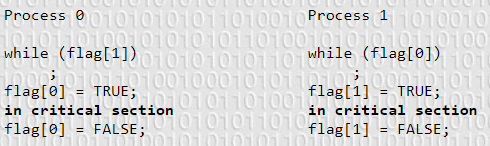 Process 0
while (flag[1])
;
flag[0] = TRUE;
in critical section
flag[0] = FALSE;
Process 1
while (flag[0])
;
flag[1] = TRUE;
in critical section
flag[1] = FALSE;